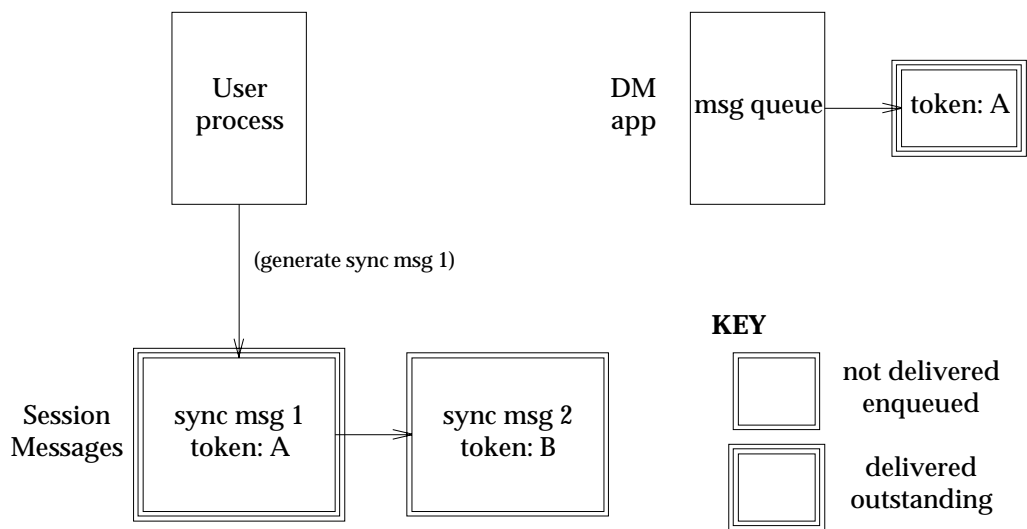 User
process
DM
app
msg queue
token: A
(generate sync msg 1)
KEY
not delivered
enqueued
Session
Messages
sync msg 1
token: A
sync msg 2
token: B
delivered
outstanding